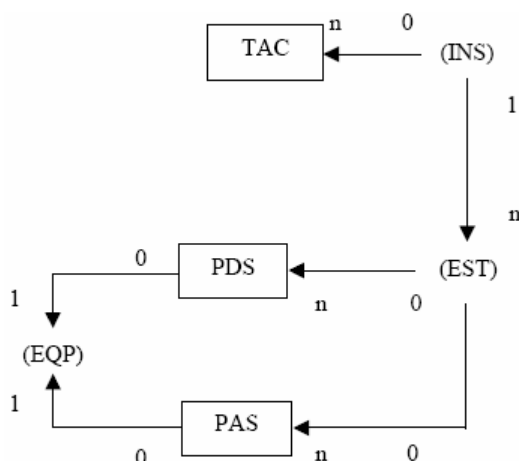 n 0
TAC (INS)
1
n
0 PDS (EST)
1 n 0
(EQP)
1 PAS
0 n 0